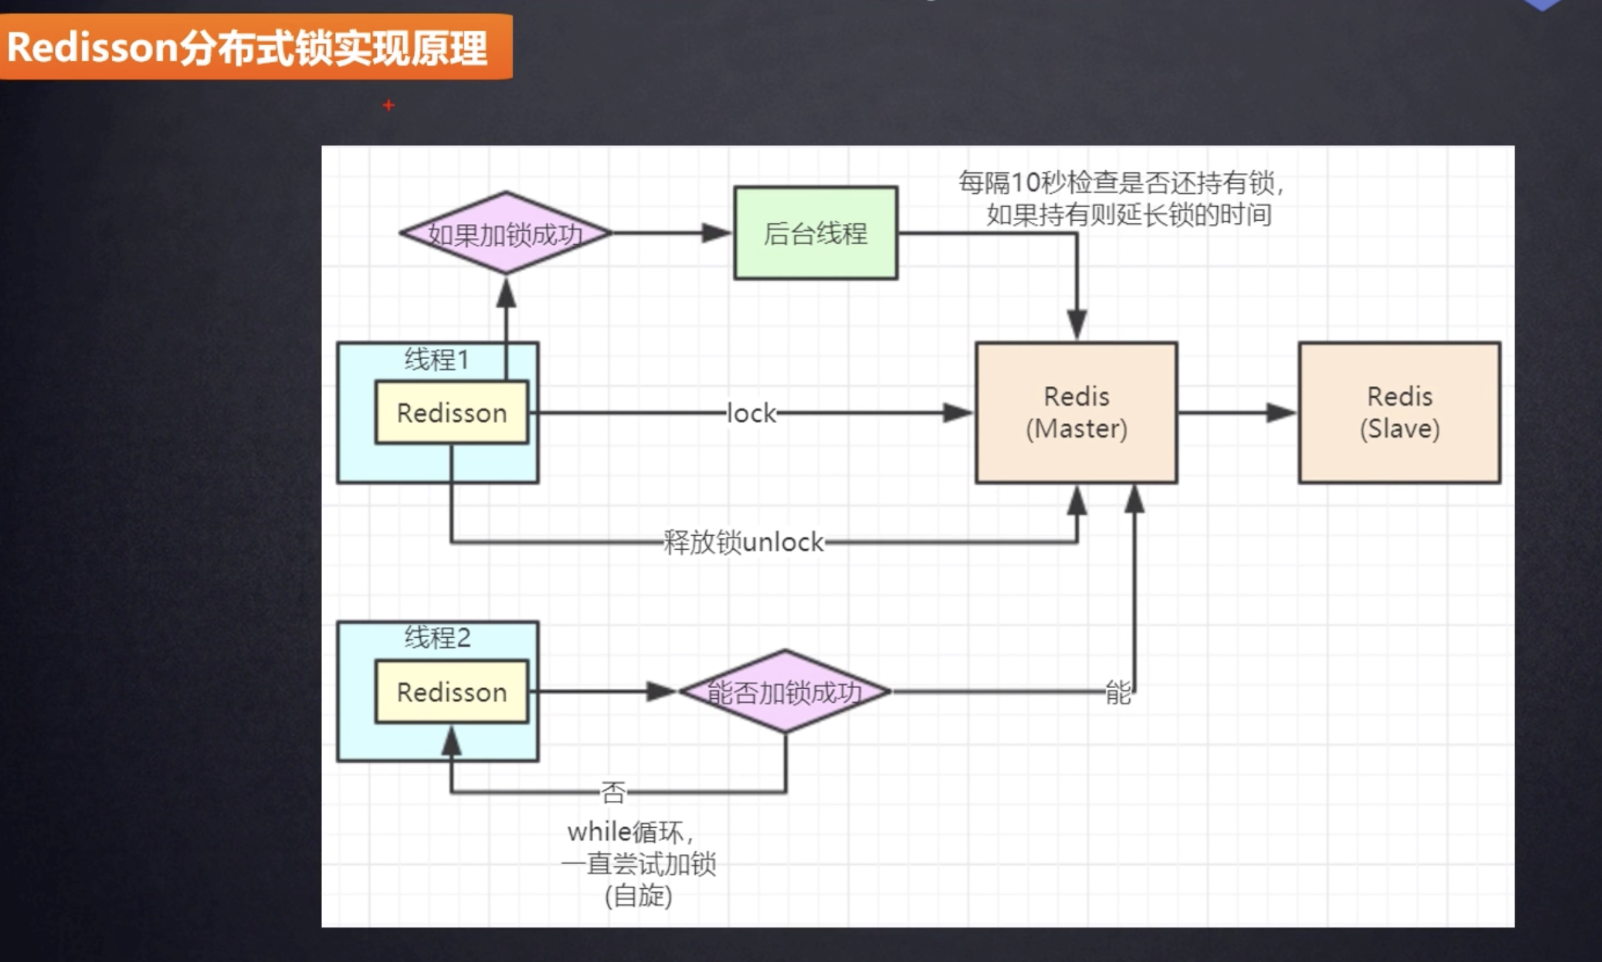 Redisson分布式锁实现原理
每隔10秒检查是否还持有锁，
如果持有则延长锁的时间
如果加锁成功
后台线程
线程1
Redisson
lock
Redis
(Master)
Redis
(Slave)
释放锁unlock
线程2
Redisson
能否加锁成功
能
否
while循环，
一直尝试加锁
(自旋)